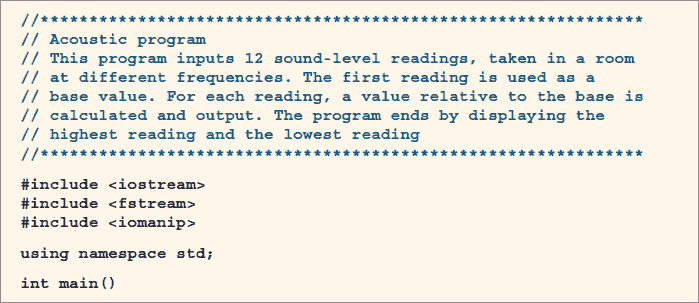 //**************************************************************
// Acoustic program
// This program inputs 12 sound-level readings, taken in a room
// at different frequencies. The first reading is used as a
// base value. For each reading, a value relative to the base is
// calculated and output. The program ends by displaying the
// highest reading and the lowest reading
//**************************************************************
#include <iostream>
#include <fstream>
#include <iomanip>
using namespace std;
int main()